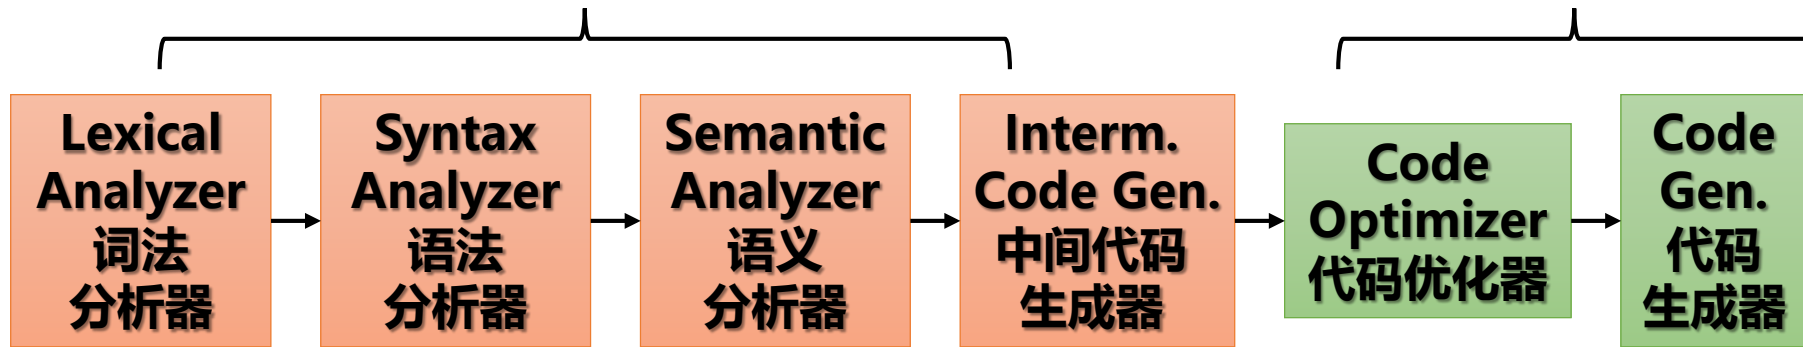 Lexical
Analyzer
词法
分析器
Syntax
Analyzer
语法
分析器
Semantic
Analyzer
语义
分析器
Interm.
Code Gen.
中间代码
生成器
Code
Optimizer
代码优化器
Code
Gen.
代码
生成器